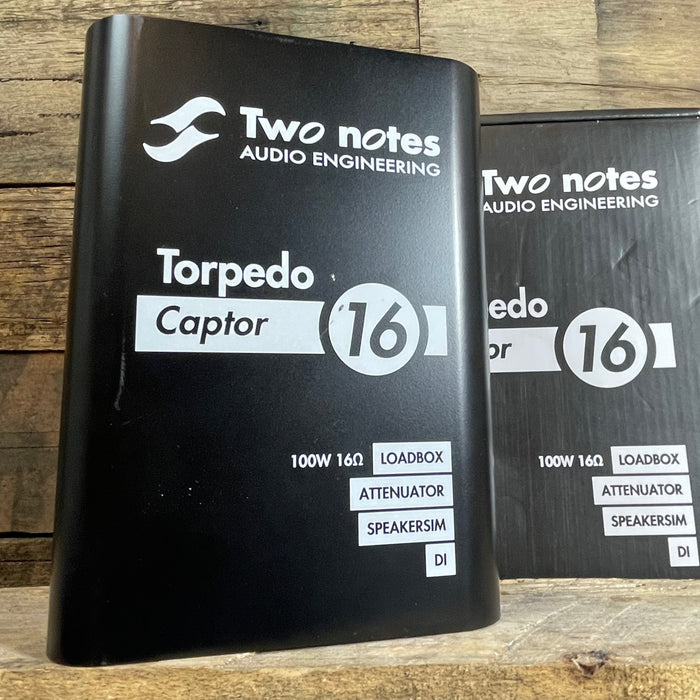 Two notes
AUDIO ENGINEERING
Torpedo
Captor 16
100W 16Ω LOADBOX
ATTENUATOR
SPEAKERSIM
DI
Two notes
AUDIO ENGINEERING
edo
or 16
100W 16Ω LOADBOX
ATTENUATOR
SPEAKERSIM
DI